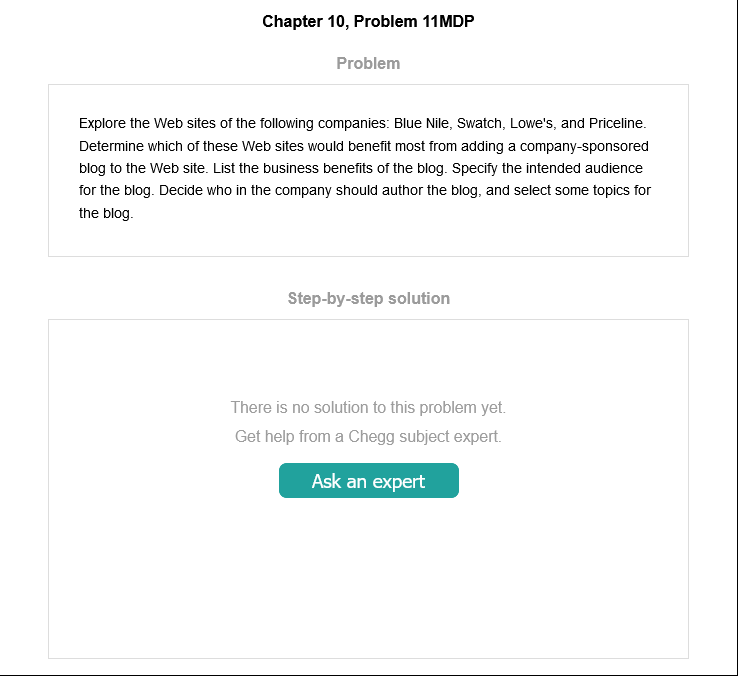 Chapter 10, Problem 11MDP
Problem
Explore the Web sites of the following companies: Blue Nile, Swatch, Lowe's, and Priceline.
Determine which of these Web sites would benefit most from adding a company-sponsored
blog to the Web site. List the business benefits of the blog. Specify the intended audience
for the blog. Decide who in the company should author the blog, and select some topics for
the blog.
Step-by-step solution
There is no solution to this problem yet.
Get help from a Chegg subject expert.
Ask an expert